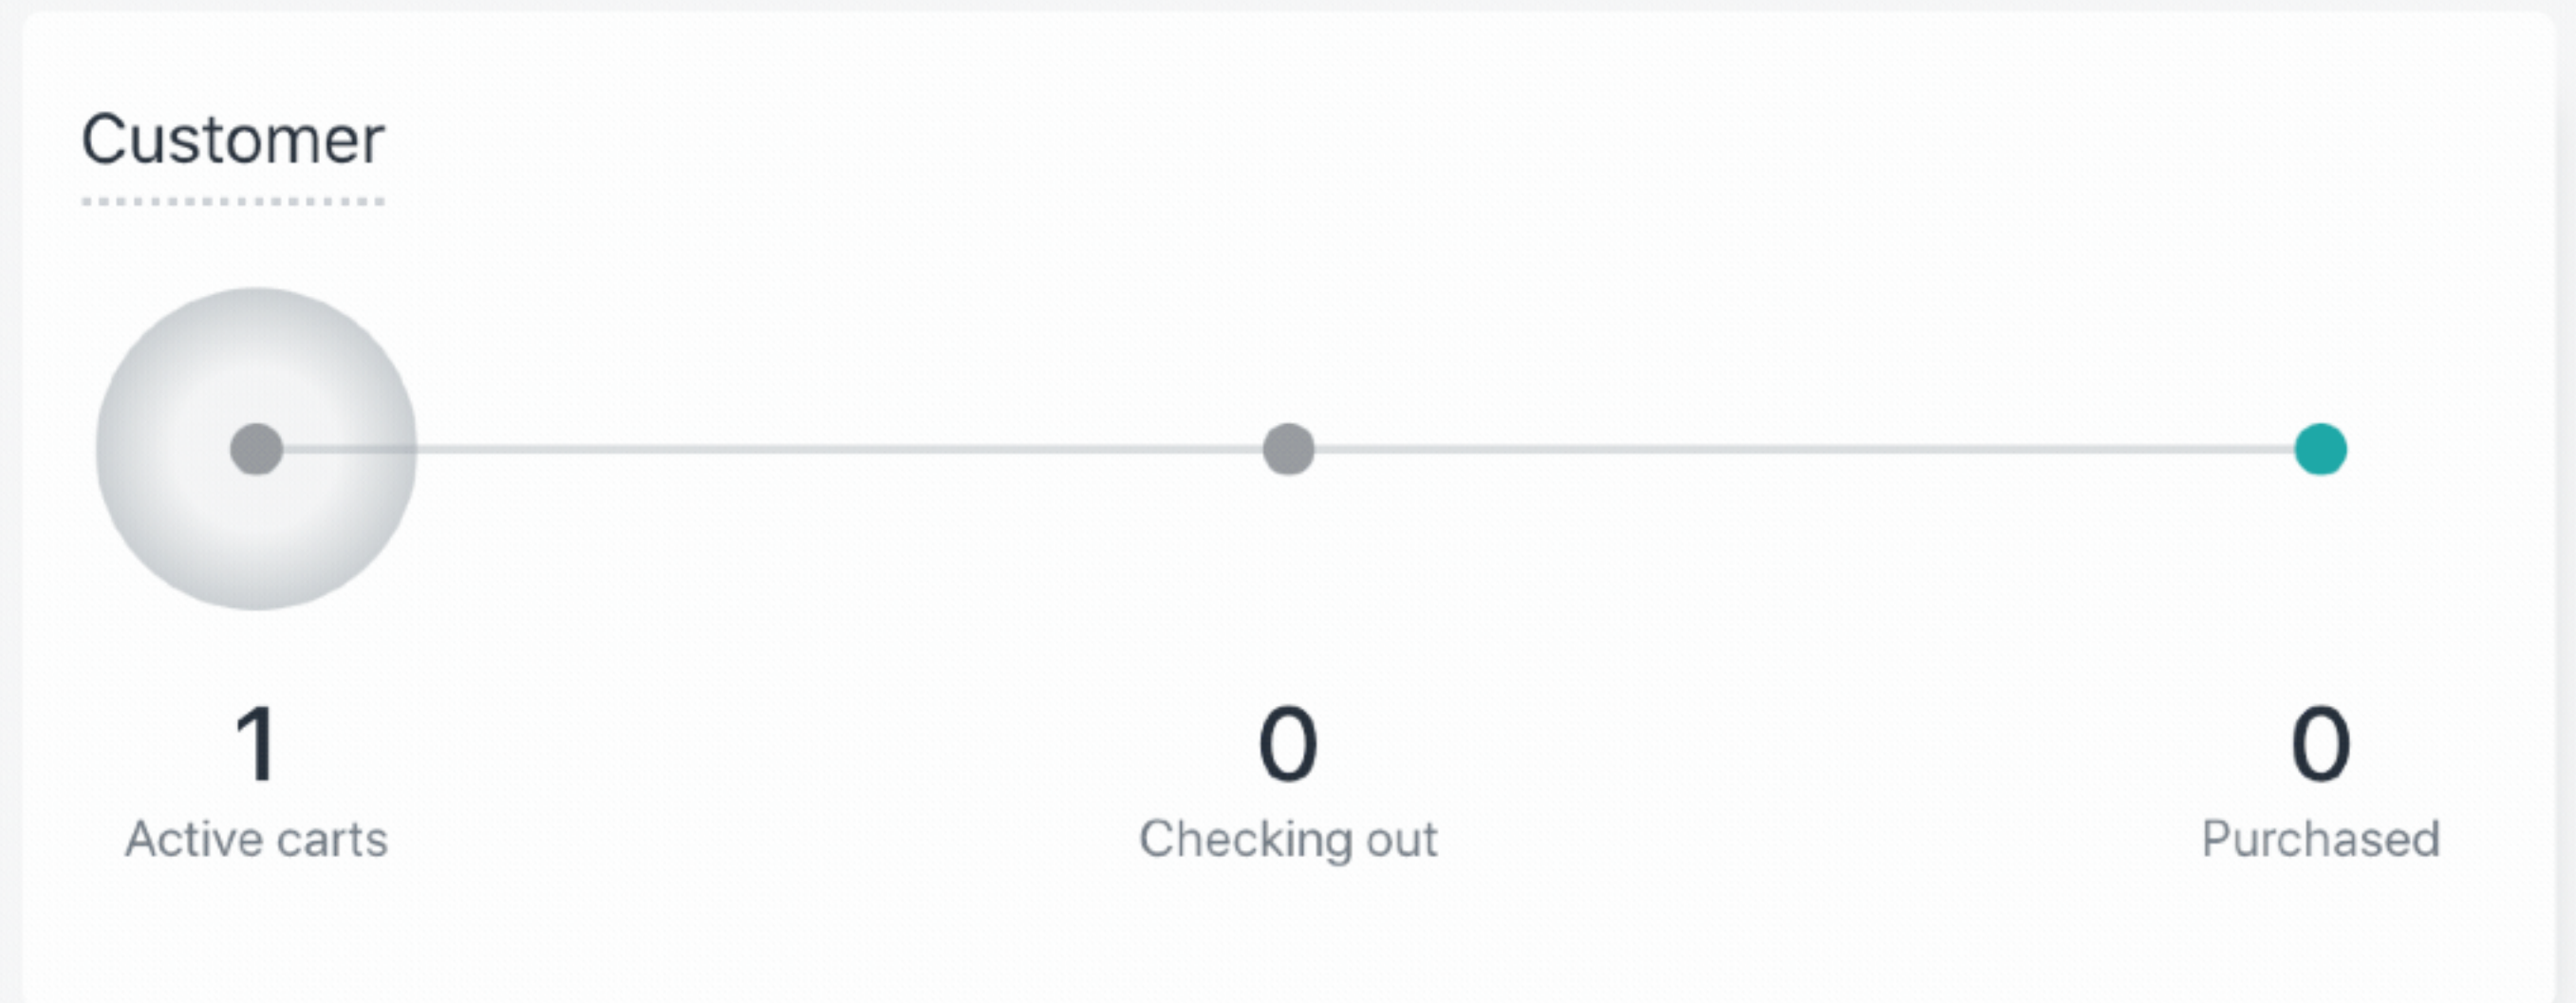 Customer
1
0
0
Active carts
Checking out
Purchased